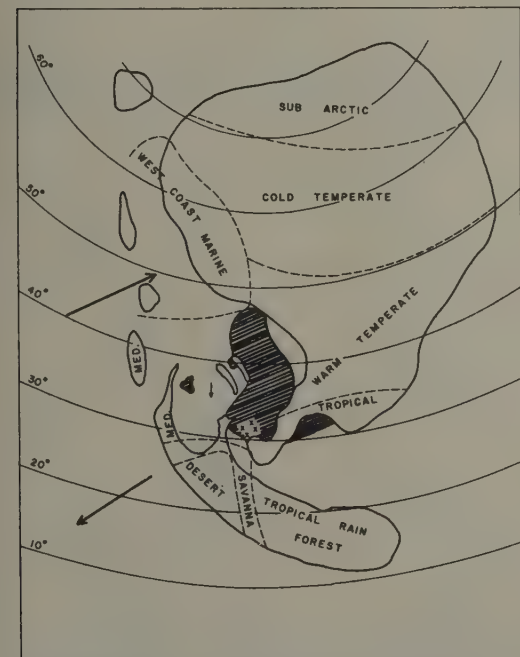 60°
SUB ARCTIC
WEST COAST MARINE
COLD TEMPERATE
50°
40°
WARM TEMPERATE
MED.
30°
TROPICAL
MED.
DESERT
SAVANNA
20°
TROPICAL RAIN
FOREST
10°